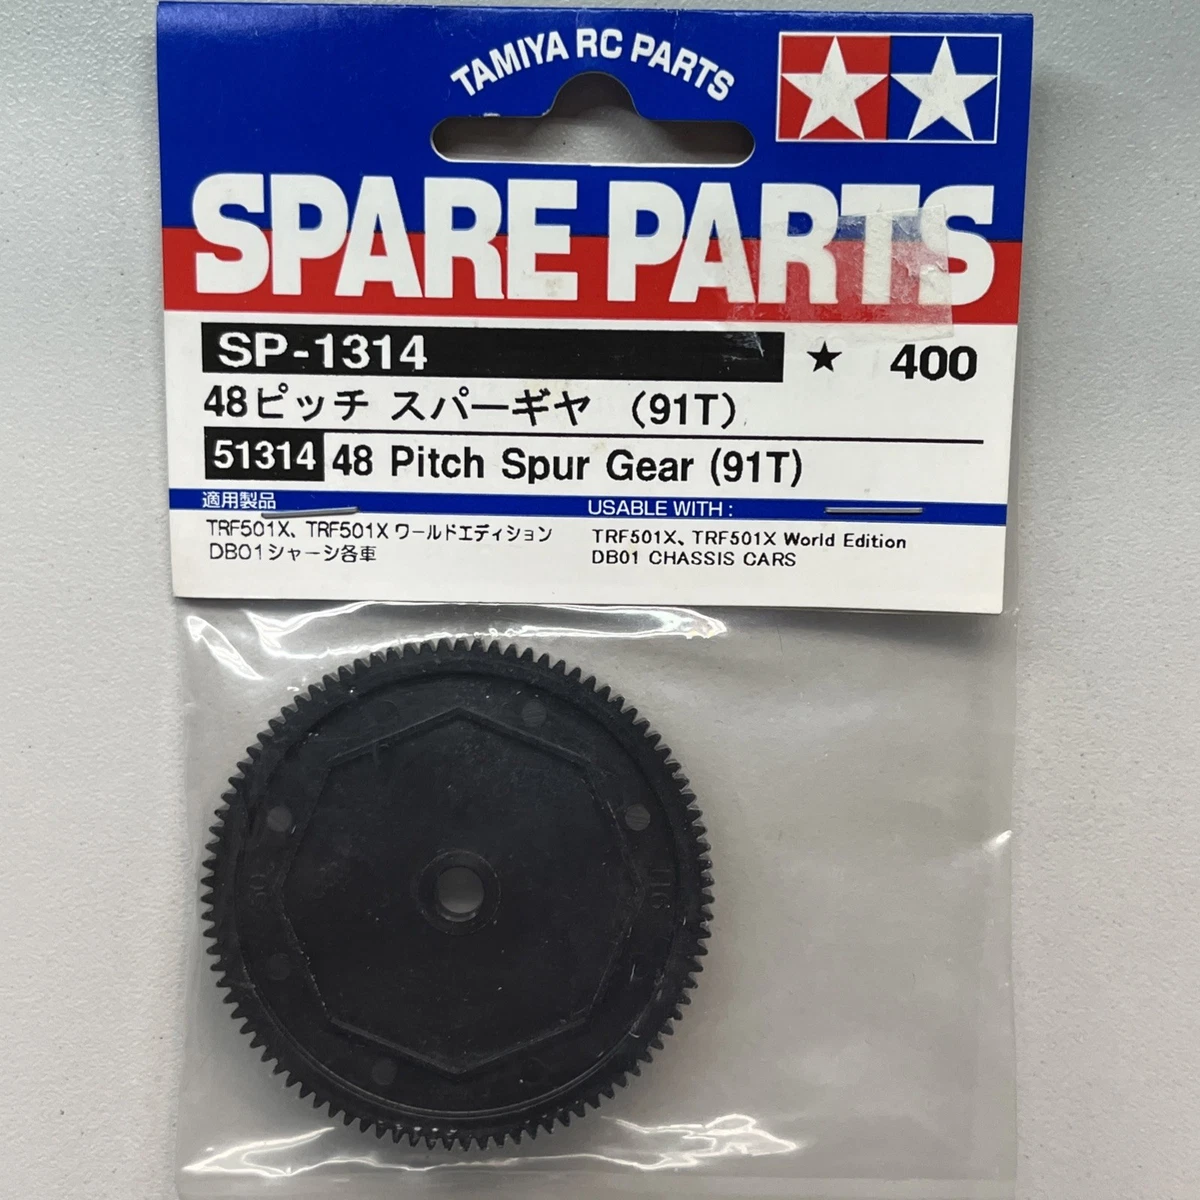 TAMIYA RC PARTS
SPARE PARTS
SP-1314 ★ 400
48ピッチ スパーギヤ （91T）
51314 48 Pitch Spur Gear (91T)
適用製品
TRF501X、TRF501X ワールドエディション
DB01シャーシ各車
USABLE WITH :
TRF501X、TRF501X World Edition
DB01 CHASSIS CARS